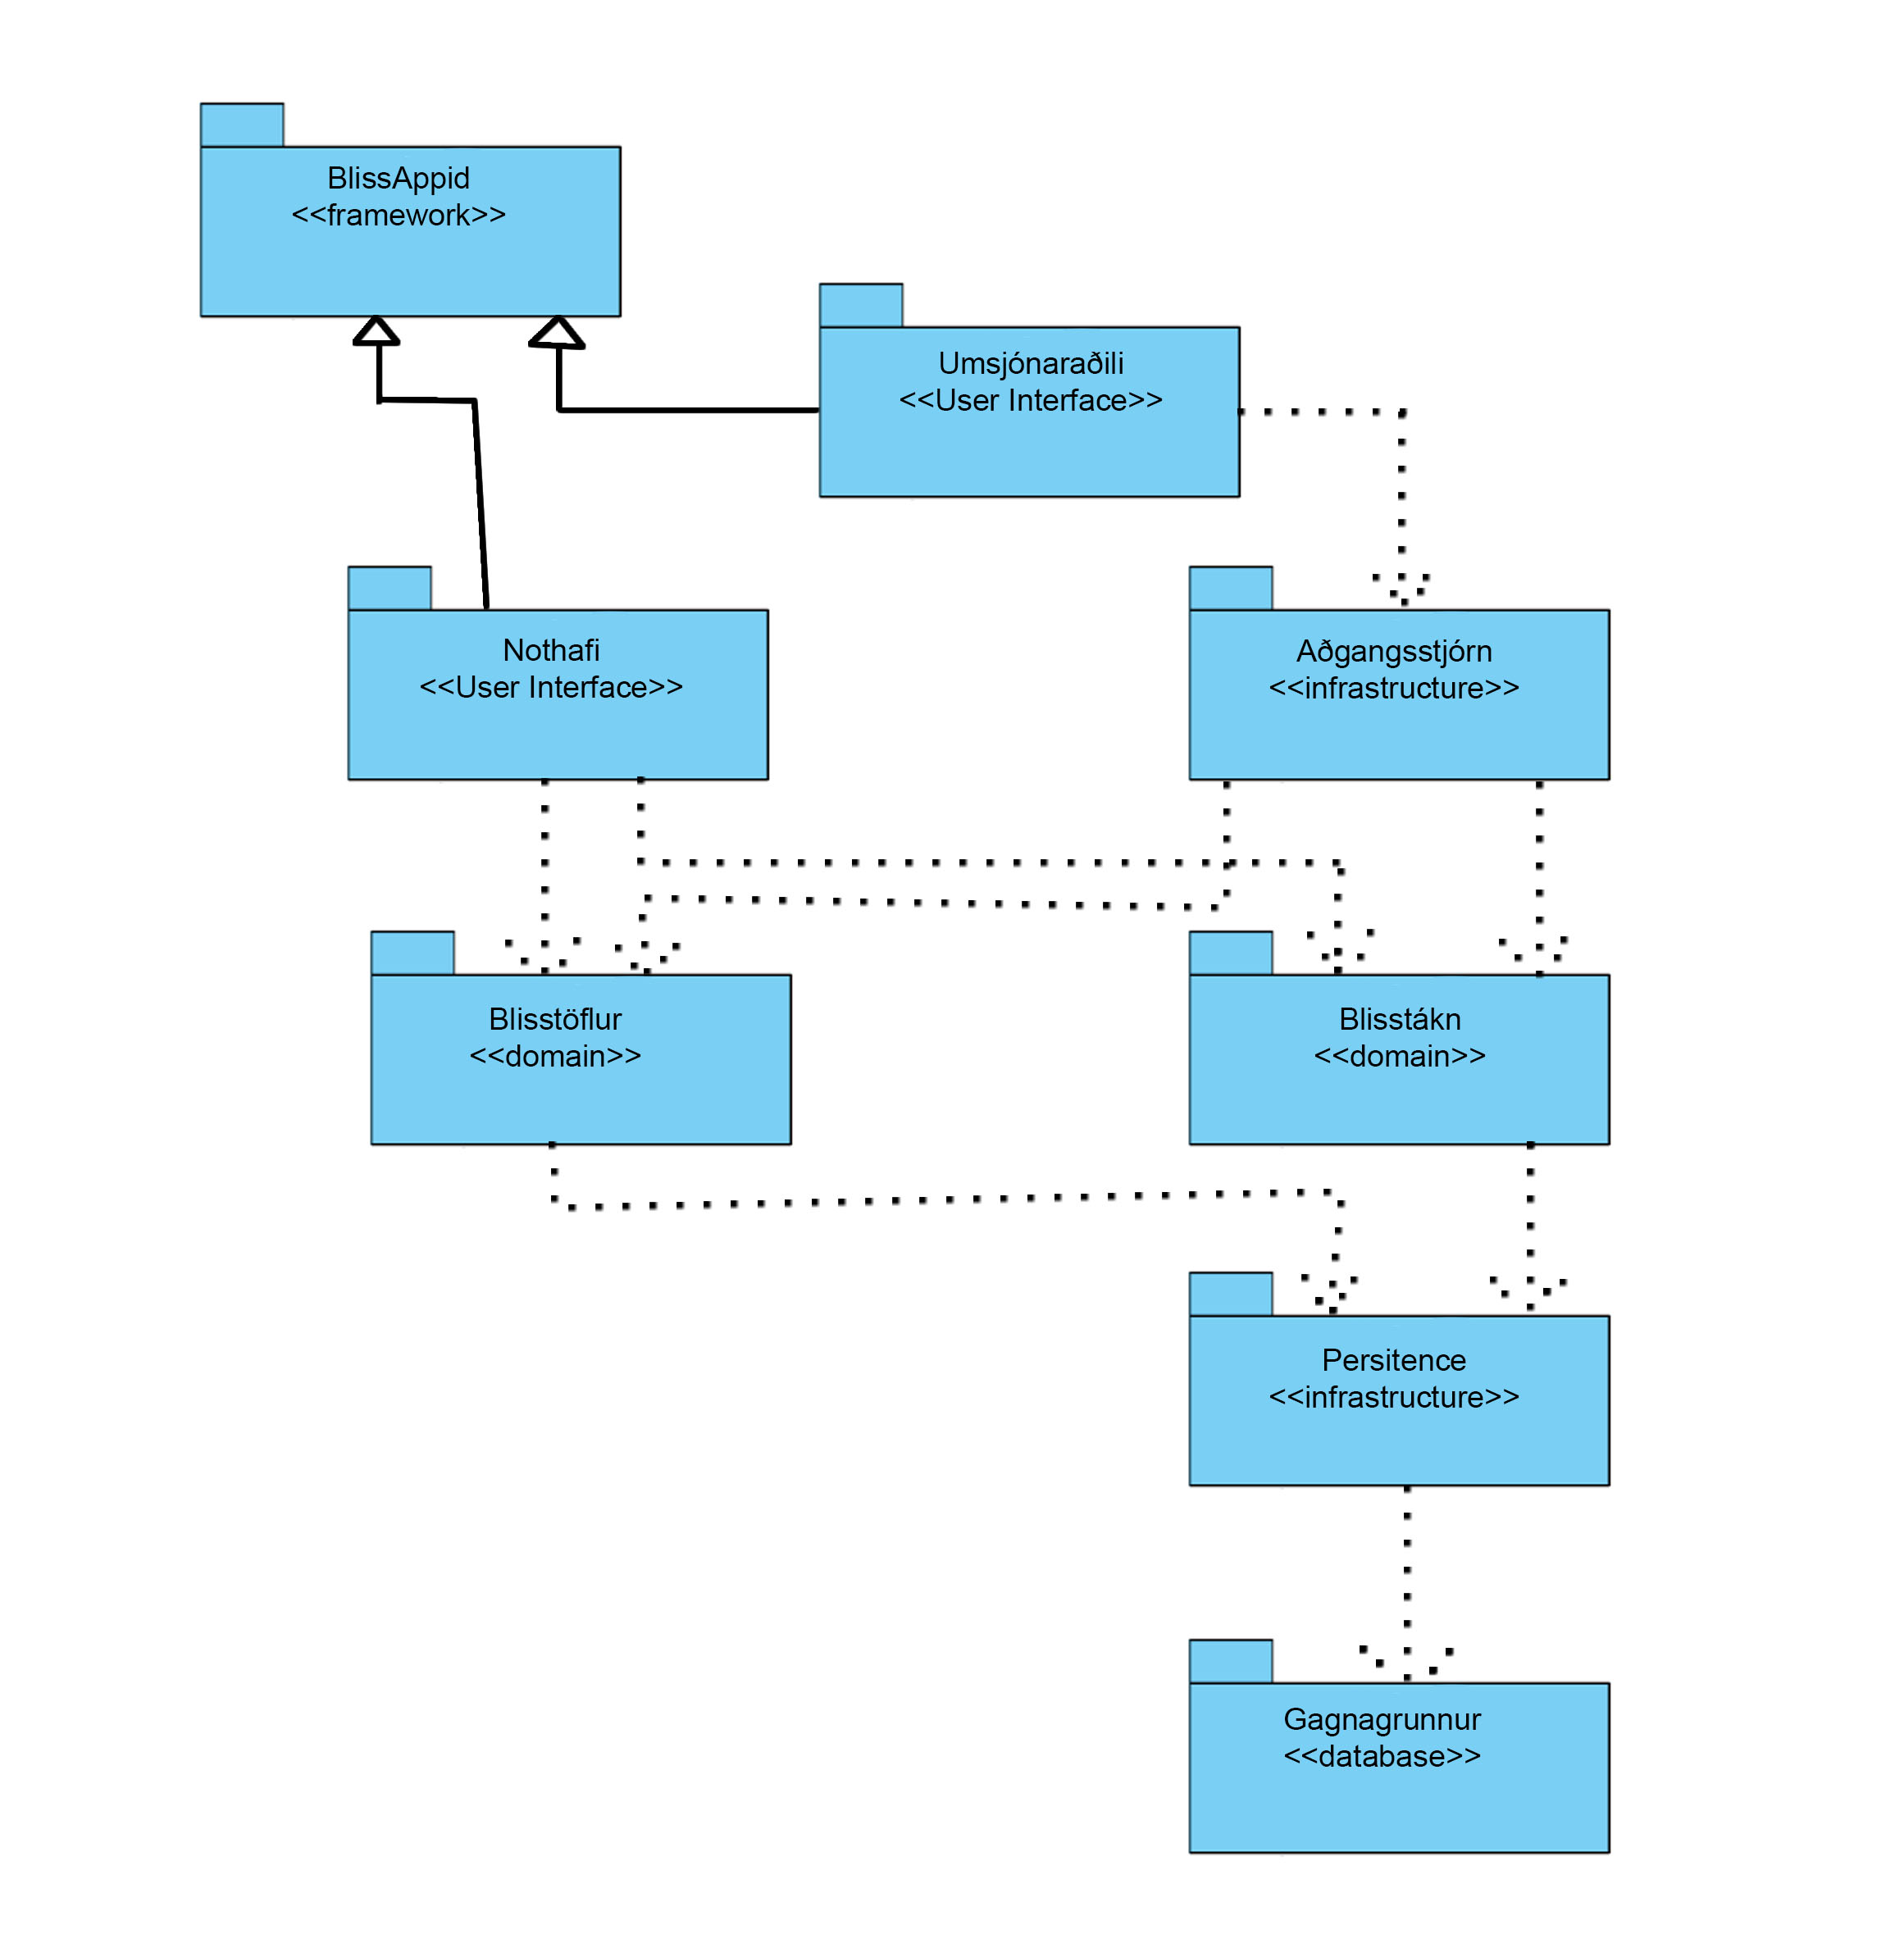 BlissAppid
<<framework>>
Umsjónaraðili
<<User Interface>>
Nothafi
<<User Interface>>
Aðgangsstjórn
<<infrastructure>>
Blisstöflur
<<domain>>
Blisstákn
<<domain>>
Persitence
<<infrastructure>>
Gagnagrunnur
<<database>>